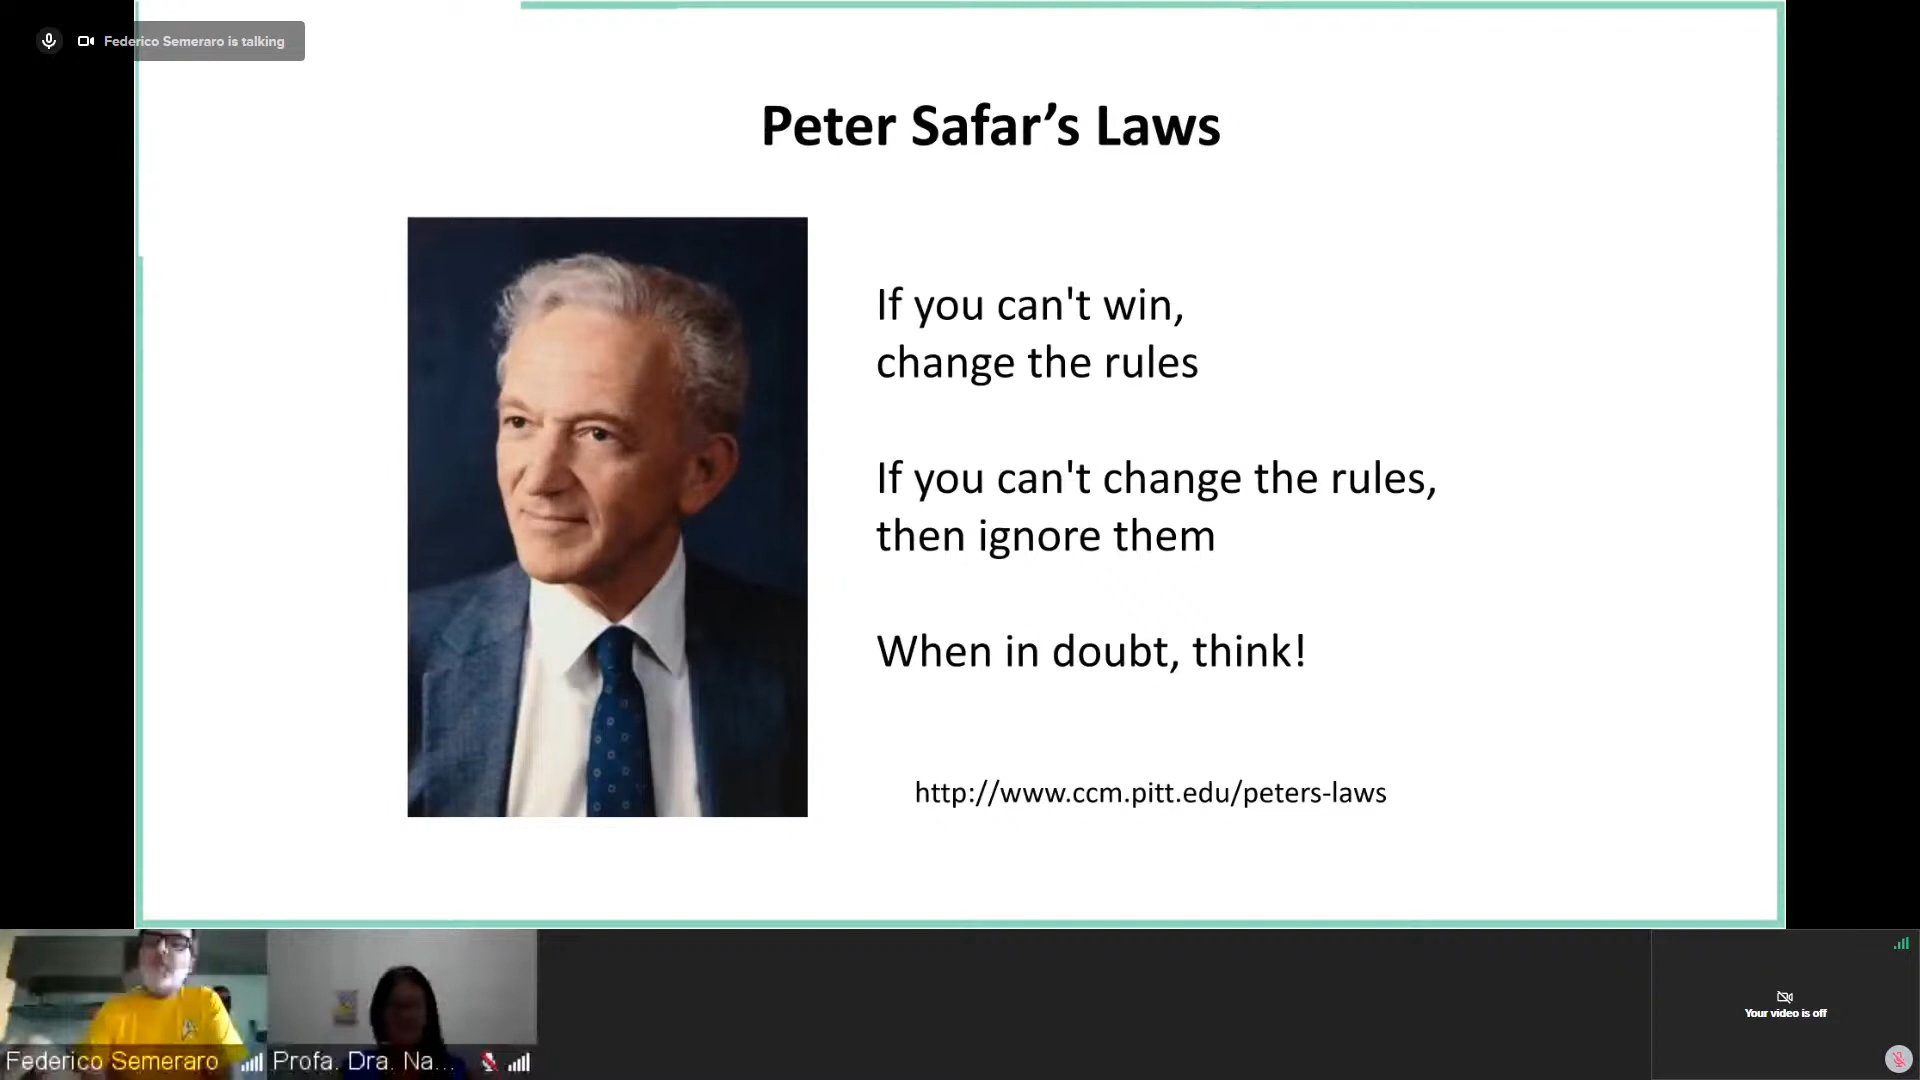 Federico Semeraro is talking
Peter Safar’s Laws
If you can't win,
change the rules
If you can't change the rules,
then ignore them
When in doubt, think!
http://www.ccm.pitt.edu/peters-laws
Federico Semeraro
Profa. Dra. Na...
Your video is off